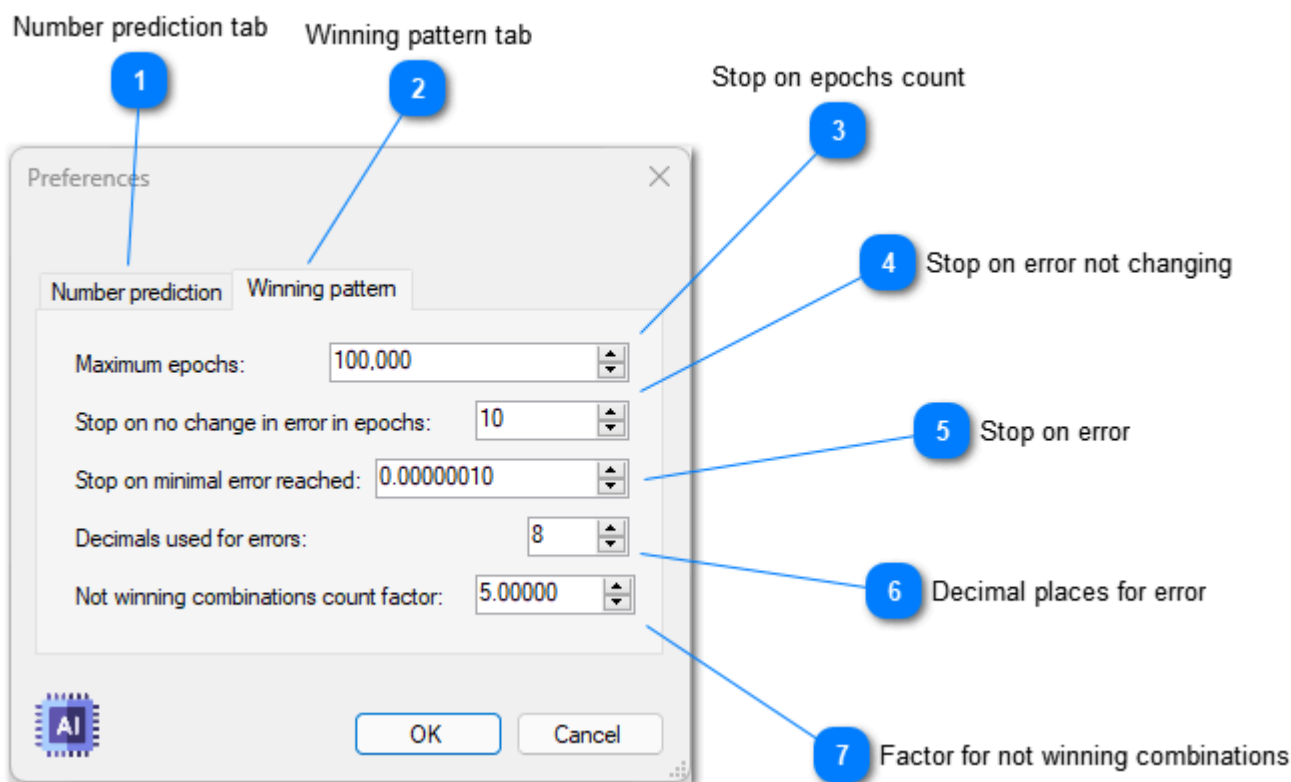 Number prediction tab
Winning pattern tab
1
2
Stop on epochs count
3
Preferences
4
Stop on error not changing
Number prediction
Winning pattern
Maximum epochs:
100,000
Stop on no change in error in epochs:
10
5
Stop on error
Stop on minimal error reached:
0.00000010
Decimals used for errors:
8
6
Decimal places for error
Not winning combinations count factor:
5.00000
AI
OK
Cancel
7
Factor for not winning combinations